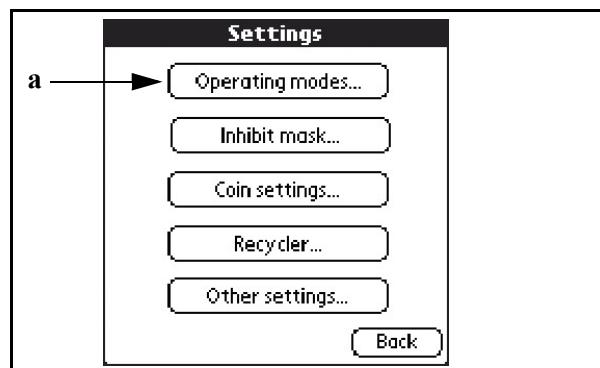 Settings
a
Operating modes...
Inhibit mask...
Coin settings...
Recycler...
Other settings...
Back